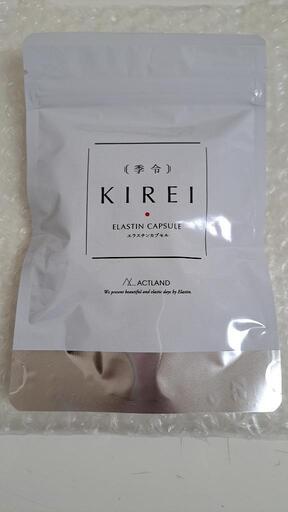 《季令》
KIREI
ELASTIN CAPSULE
エラスチンカプセル
ACTLAND
We present beautiful and elastic days by Elastin.